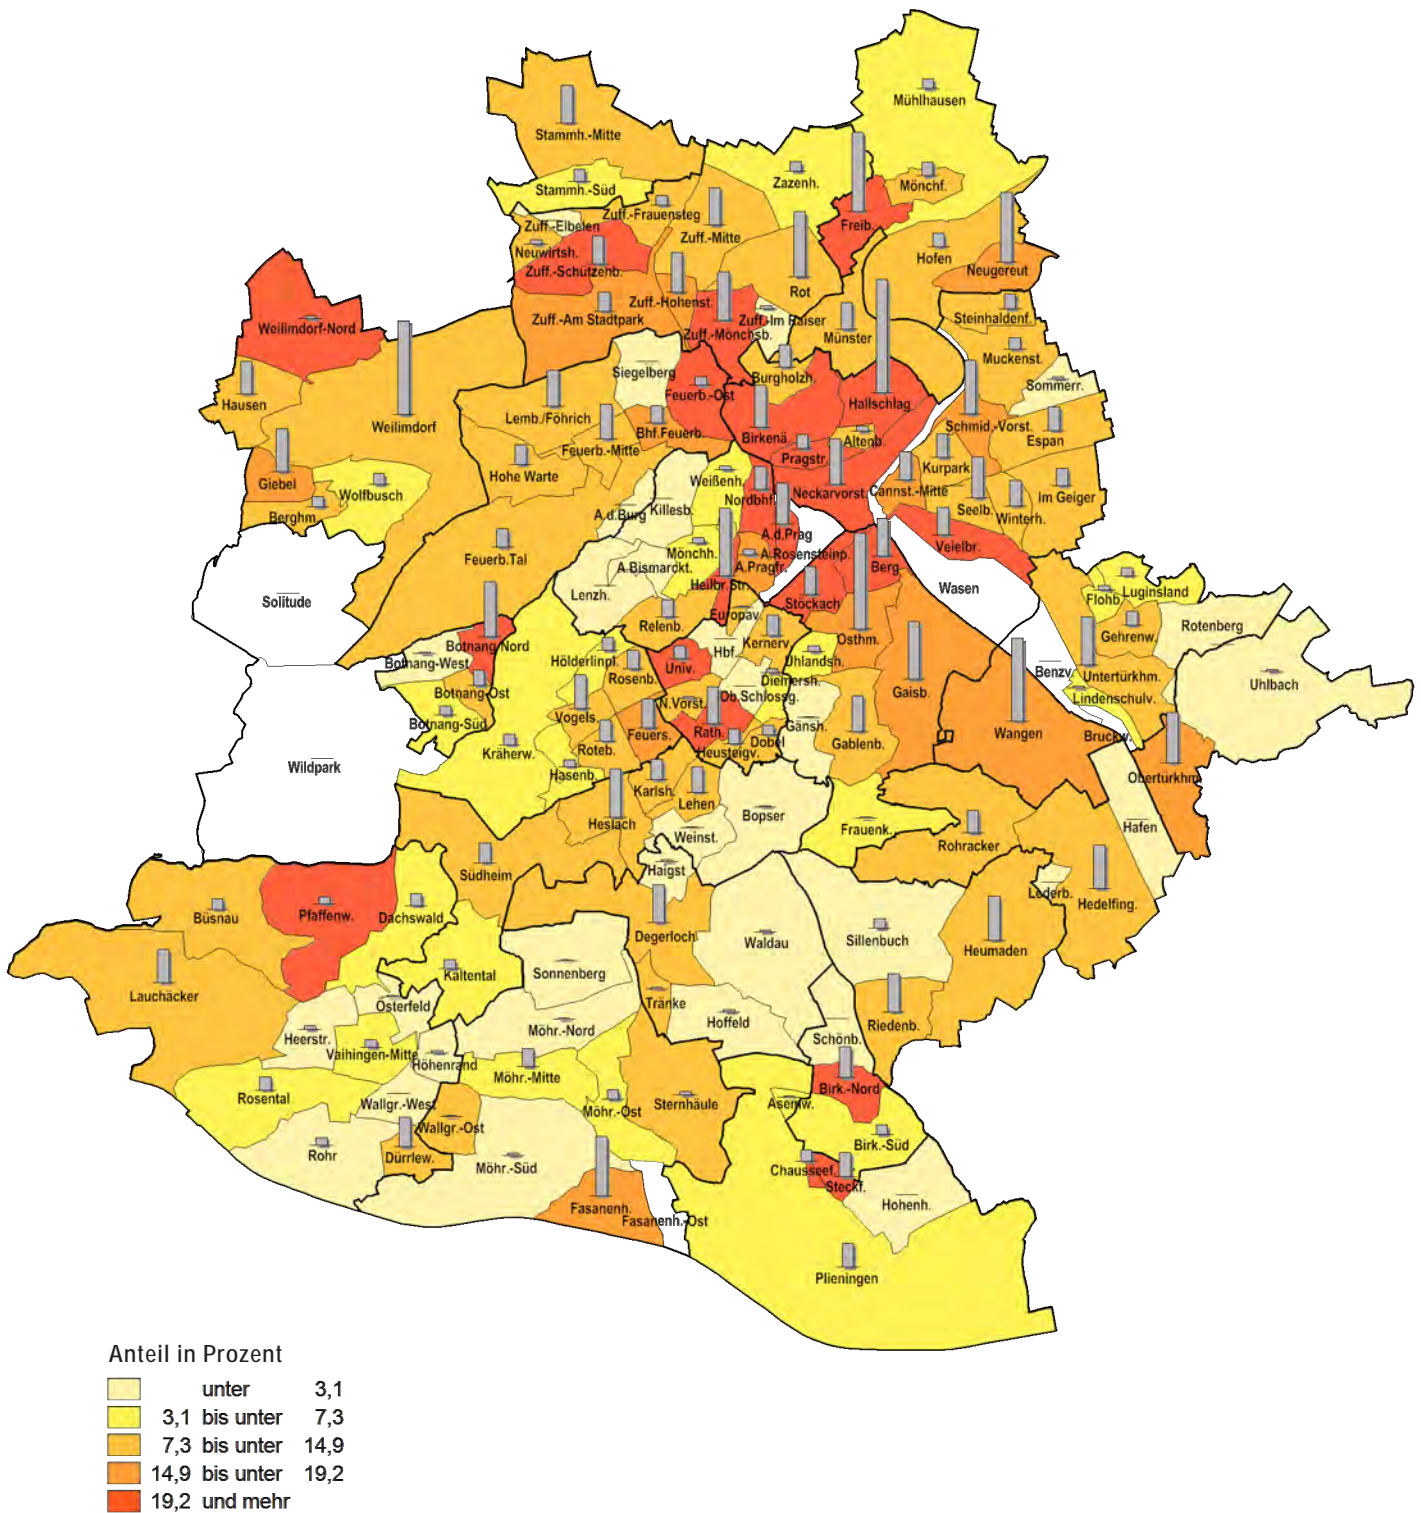 Mühlhausen
Stammh.-Mitte
Zazenh.
Mönchf.
Stammh.-Süd
Zuff.-Frauensteg
Zuff.-Elbelen
Freib.
Zuff.-Mitte
Neuwirtsh.
Hofen
Zuff.-Schützenb.
Neugereut
Rot
Zuff.-Hohenst.
Zuff.-Am Stadtpark
Zuff.-Im Raiser
Steinhaldenf.
Weilimdorf-Nord
Zuff.-Mönchsb.
Münster
Muckenst.
Siegelberg
Burgholzh.
Sommerr.
Feuerb.-Ost
Hausen
Hallschlag
Lemb./Föhrich
Weilimdorf
Schmid.-Vorst.
Bhf.Feuerb.
Birkenä.
Altenb.
Espan
Feuerb.-Mitte
Pragstr.
Kurpark
Hohe Warte
Giebel
Weißenh.
Wolfbusch
Neckarvorst.
Cannst.-Mitte
Im Geiger
Nordbhf.
Killesb.
Seelb.
Berghm.
A.d.Burg
Winterh.
A.d.Prag
Veielbr.
Mönchh.
A.Rosensteinp.
Feuerb.Tal
A.Bismarckt.
A.Pragfr.
Berg
Heilbr.Str.
Wasen
Luginsland
Lenzh.
Solitude
Stöckach
Flohb.
Europav.
Relenb.
Rotenberg
Gehrenw.
Osthm.
Kernerv.
Botnang-Nord
Hbf.
Botnang-West
Hölderlinpl.
Univ.
Uhlandsh.
Benzv.
Rosenb.
Diemersh.
Untertürkhm.
Uhlbach
Botnang-Ost
Ob.Schlossg.
Gaisb.
Lindenschulv.
N.Vorst.
Vogels.
Botnang-Süd
Gänsh.
Rath.
Wangen
Feuers.
Bruckw.
Dobel
Gablenb.
Roteb.
Heusteigv.
Kräherw.
Wildpark
Hasenb.
Obertürkhm.
Karlsh.
Lehen
Bopser
Heslach
Hafen
Frauenk.
Weinst.
Rohracker
Haigst
Südheim
Lederb.
Hedelfing.
Pfaffenw.
Dachswald
Büsnau
Degerloch
Waldau
Sillenbuch
Heumaden
Kaltental
Sonnenberg
Lauchäcker
Tränke
Österfeld
Hoffeld
Riedenb.
Möhr.-Nord
Heerstr.
Schönb.
Vaihingen-Mitte
Höhenrand
Möhr.-Mitte
Birk.-Nord
Rosental
Wallgr.-West
Asemw.
Sternhäule
Möhr.-Ost
Wallgr.-Ost
Birk.-Süd
Rohr
Dürrlew.
Möhr.-Süd
Chausseef.
Steckf.
Hohenh.
Fasanenh.
Fasanenh.-Ost
Plieningen
Anteil in Prozent
unter 3,1
3,1 bis unter 7,3
7,3 bis unter 14,9
14,9 bis unter 19,2
19,2 und mehr